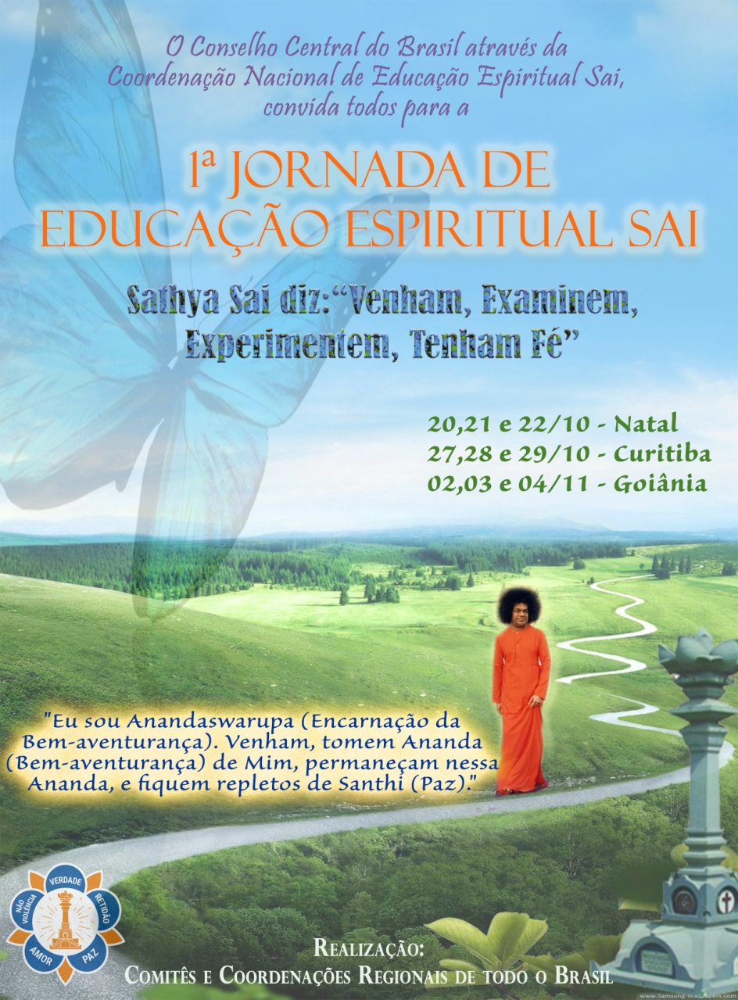 O Conselho Central do Brasil através da
Coordenação Nacional de Educação Espiritual Sai,
convida todos para a
1ª JORNADA DE
EDUCAÇÃO ESPIRITUAL SAI
Sathya Sai diz:“Venham, Examinem,
Experimentem, Tenham Fé”
20,21 e 22/10 - Natal
27,28 e 29/10 - Curitiba
02,03 e 04/11 - Goiânia
"Eu sou Anandaswarupa (Encarnação da
Bem-aventurança). Venham, tomem Ananda
(Bem-aventurança) de Mim, permaneçam nessa
Ananda, e fiquem repletos de Santhi (Paz)."
NÃO VIOLÊNCIA
VERDADE
RETIDÃO
AMOR
PAZ
REALIZAÇÃO:
COMITÊS E COORDENAÇÕES REGIONAIS DE TODO O BRASIL